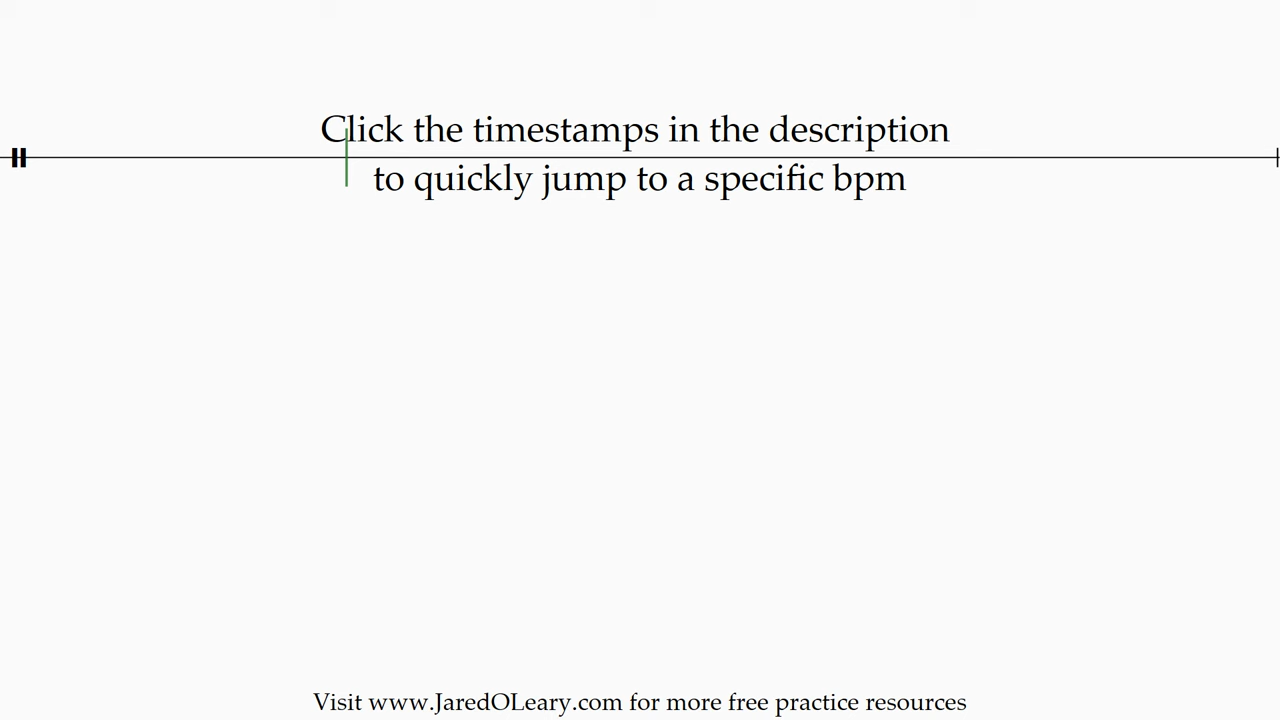 Click the timestamps in the description
to quickly jump to a specific bpm
Visit www.JaredOLeary.com for more free practice resources